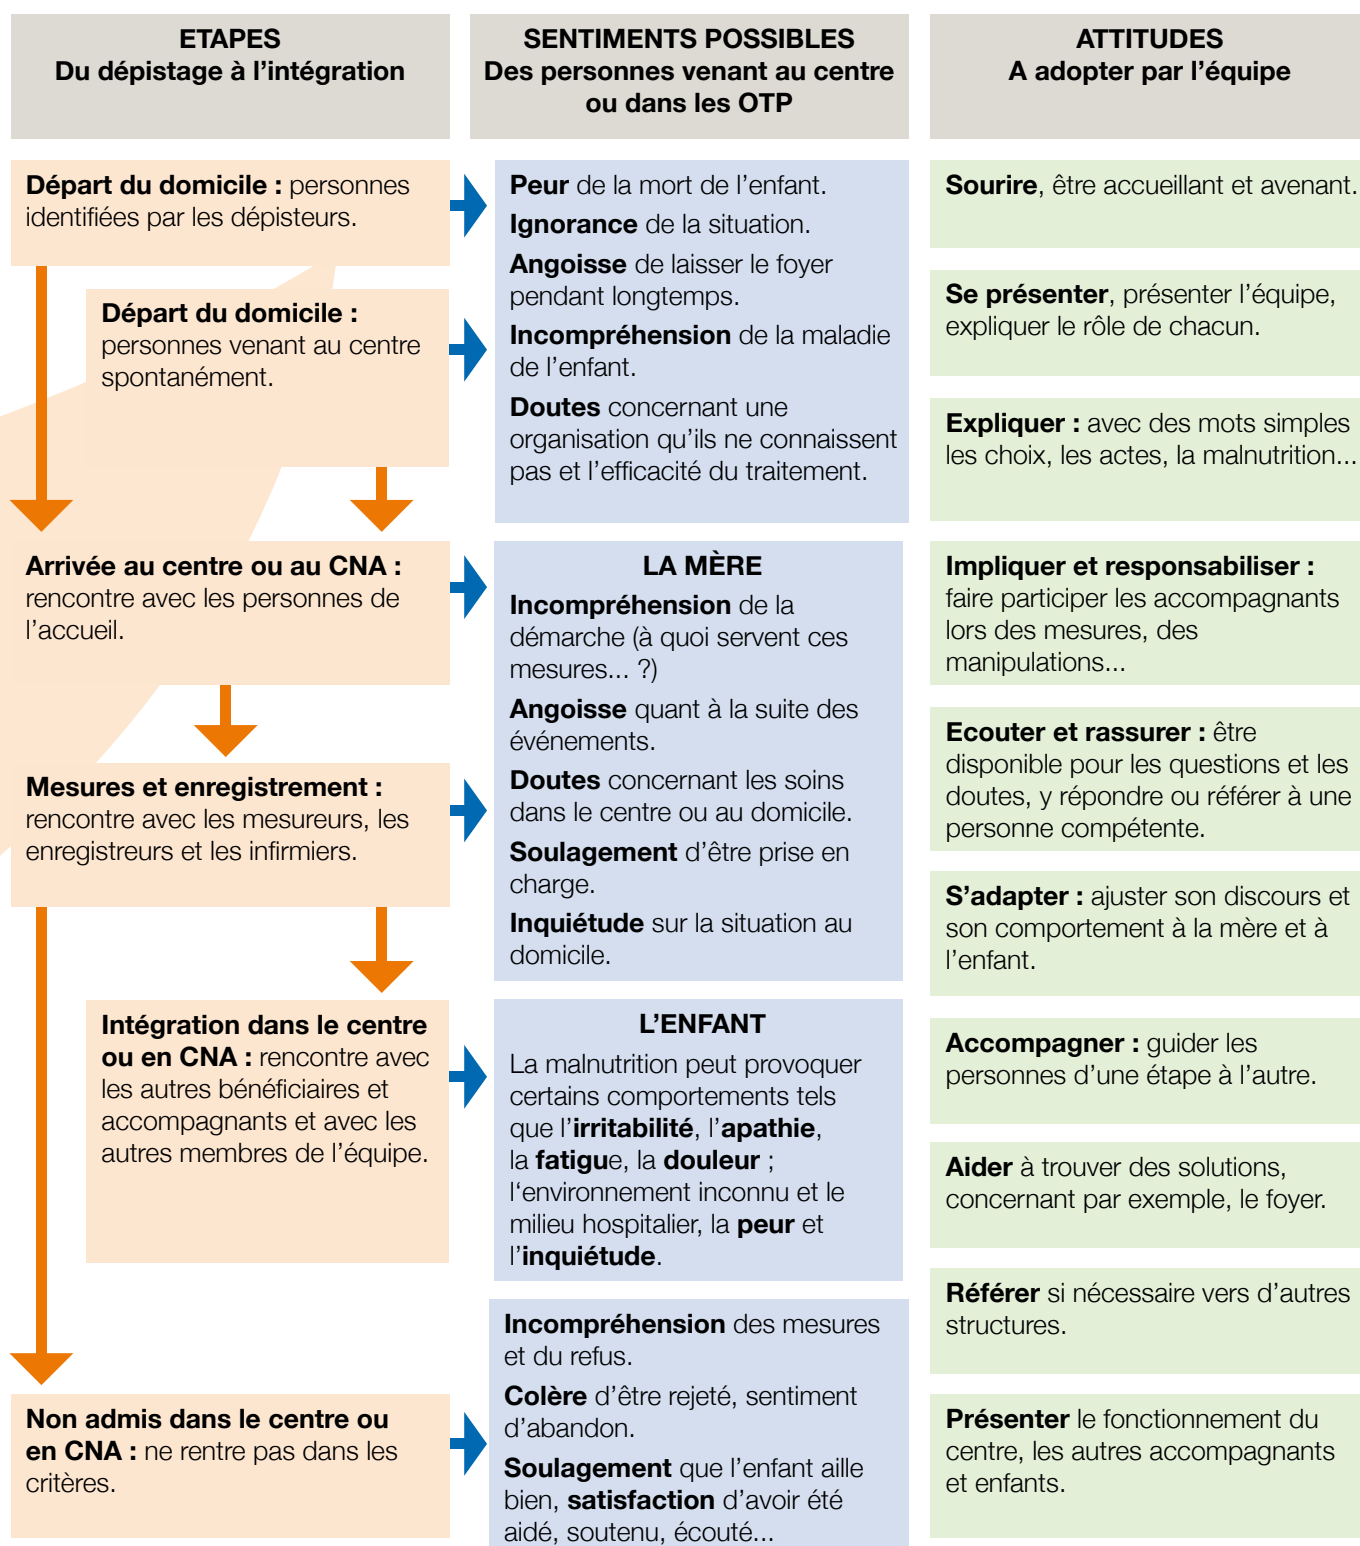 ETAPES
Du dépistage à l’intégration
SENTIMENTS POSSIBLES
Des personnes venant au centre
ou dans les OTP
ATTITUDES
A adopter par l’équipe
Départ du domicile : personnes
identifiées par les dépisteurs.
Départ du domicile :
personnes venant au centre
spontanément.
Arrivée au centre ou au CNA :
rencontre avec les personnes de
l’accueil.
Mesures et enregistrement :
rencontre avec les mesureurs, les
enregistreurs et les infirmiers.
Intégration dans le centre
ou en CNA : rencontre avec
les autres bénéficiaires et
accompagnants et avec les
autres membres de l’équipe.
Non admis dans le centre ou
en CNA : ne rentre pas dans les
critères.
Peur de la mort de l’enfant.
Ignorance de la situation.
Angoisse de laisser le foyer
pendant longtemps.
Incompréhension de la maladie
de l’enfant.
Doutes concernant une
organisation qu’ils ne connaissent
pas et l’efficacité du traitement.
LA MÈRE
Incompréhension de la
démarche (à quoi servent ces
mesures... ?)
Angoisse quant à la suite des
événements.
Doutes concernant les soins
dans le centre ou au domicile.
Soulagement d’être prise en
charge.
Inquiétude sur la situation au
domicile.
L’ENFANT
La malnutrition peut provoquer
certains comportements tels
que l’irritabilité, l’apathie,
la fatigue, la douleur ;
l‘environnement inconnu et le
milieu hospitalier, la peur et
l’inquiétude.
Incompréhension des mesures
et du refus.
Colère d’être rejeté, sentiment
d’abandon.
Soulagement que l’enfant aille
bien, satisfaction d’avoir été
aidé, soutenu, écouté...
Sourire, être accueillant et avenant.
Se présenter, présenter l’équipe,
expliquer le rôle de chacun.
Expliquer : avec des mots simples
les choix, les actes, la malnutrition...
Impliquer et responsabiliser :
faire participer les accompagnants
lors des mesures, des
manipulations...
Ecouter et rassurer : être
disponible pour les questions et les
doutes, y répondre ou référer à une
personne compétente.
S’adapter : ajuster son discours et
son comportement à la mère et à
l’enfant.
Accompagner : guider les
personnes d’une étape à l’autre.
Aider à trouver des solutions,
concernant par exemple, le foyer.
Référer si nécessaire vers d’autres
structures.
Présenter le fonctionnement du
centre, les autres accompagnants
et enfants.